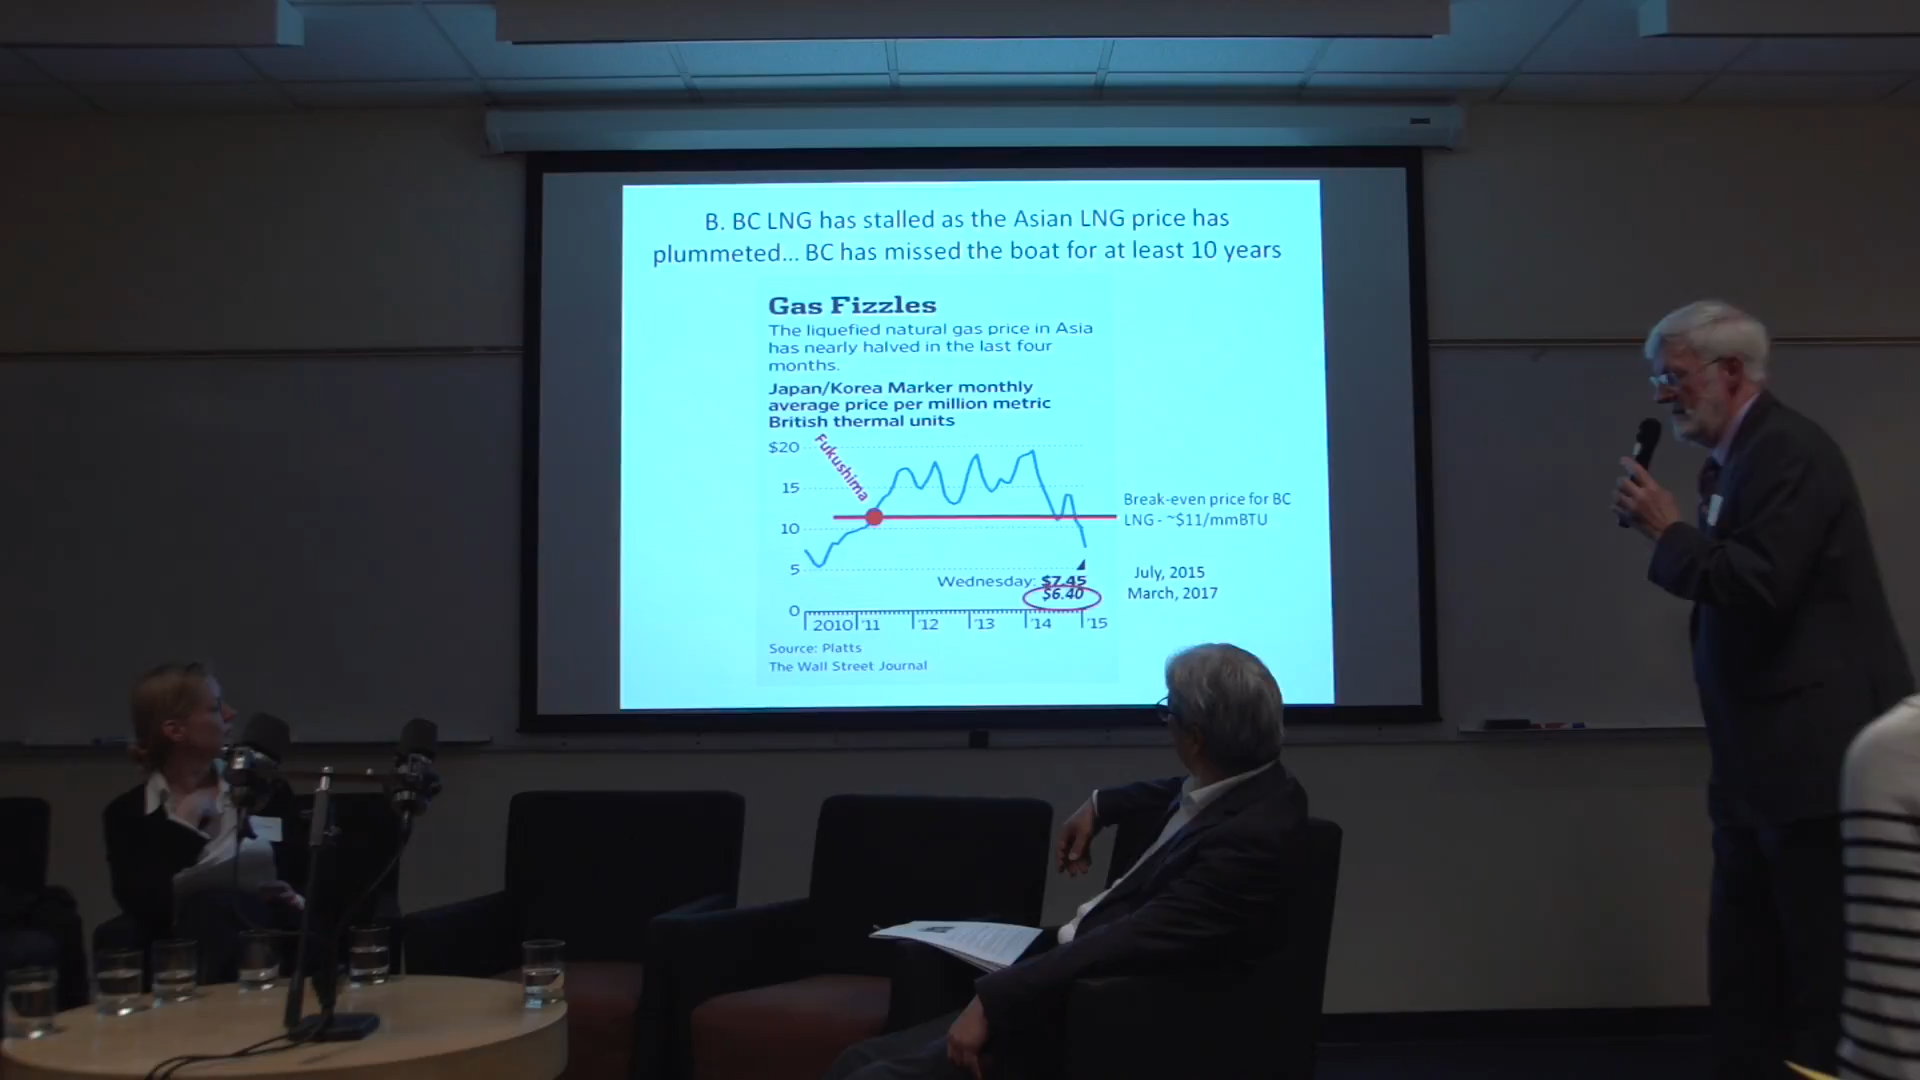 B. BC LNG has stalled as the Asian LNG price has
plummeted... BC has missed the boat for at least 10 years
Gas Fizzles
The liquefied natural gas price in Asia
has nearly halved in the last four
months.
Japan/Korea Marker monthly
average price per million metric
British thermal units
$20
Fukushima
15
10
5
0
Break-even price for BC
LNG - ~$11/mmBTU
Wednesday: $7.45
July, 2015
$6.40
March, 2017
2010 '11 '12 '13 '14 '15
Source: Platts
The Wall Street Journal